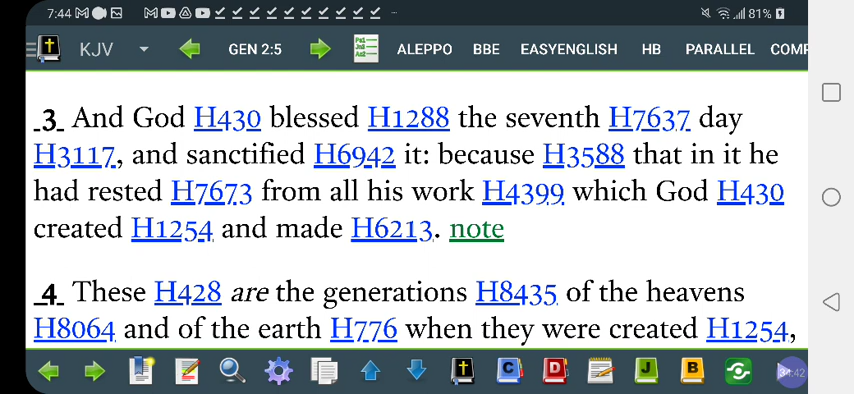 7:44 81%
KJV GEN 2:5 ALEPPO BBE EASYENGLISH HB PARALLEL COMP
3 And God H430 blessed H1288 the seventh H7637 day
H3117, and sanctified H6942 it: because H3588 that in it he
had rested H7673 from all his work H4399 which God H430
created H1254 and made H6213. note
4 These H428 are the generations H8435 of the heavens
H8064 and of the earth H776 when they were created H1254,
C D J B